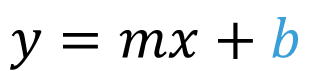 y = mx + b